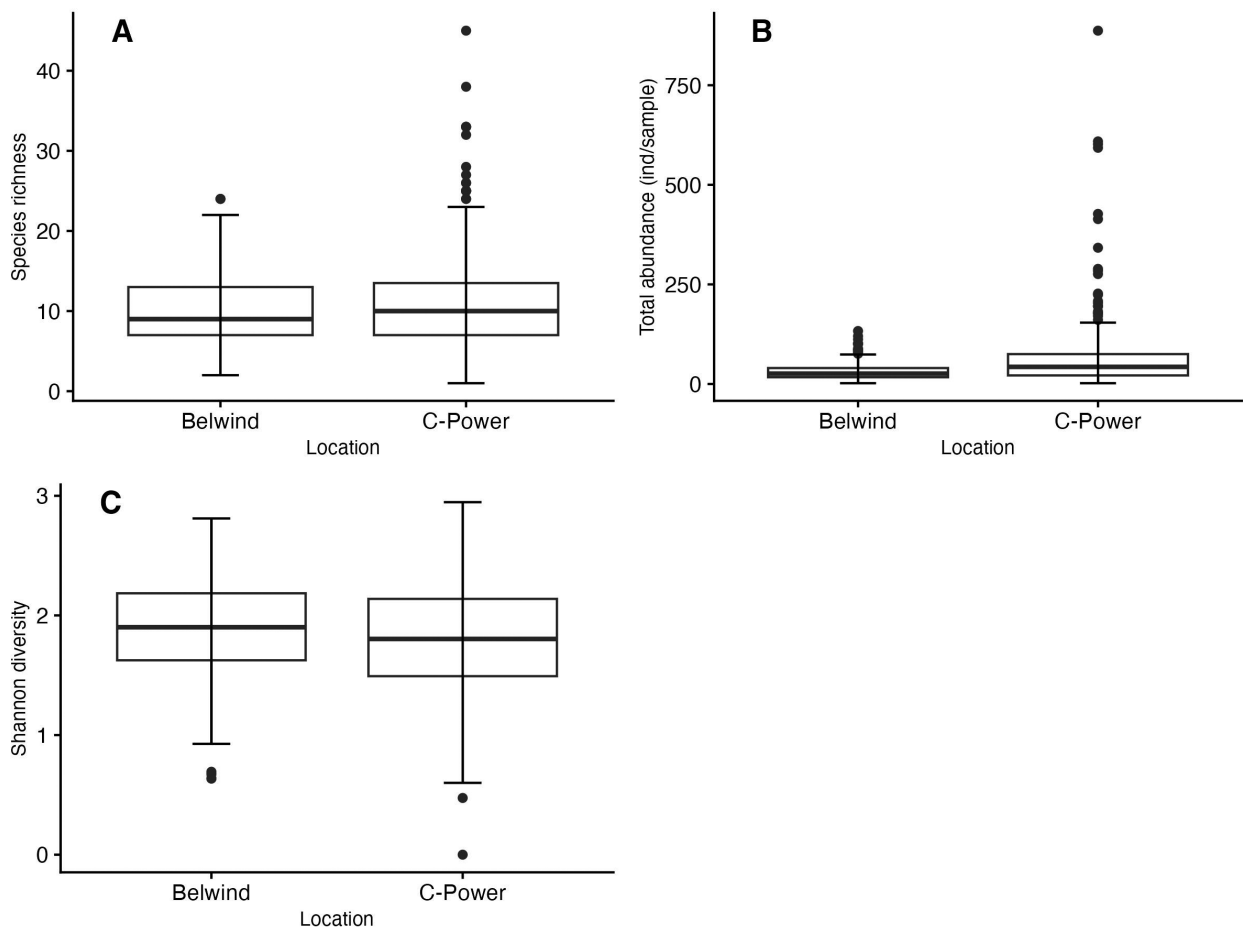 A
Species richness
40
30
20
10
0
Belwind C-Power
Location
B
Total abundance (ind/sample)
750
500
250
0
Belwind C-Power
Location
C
Shannon diversity
3
2
1
0
Belwind C-Power
Location